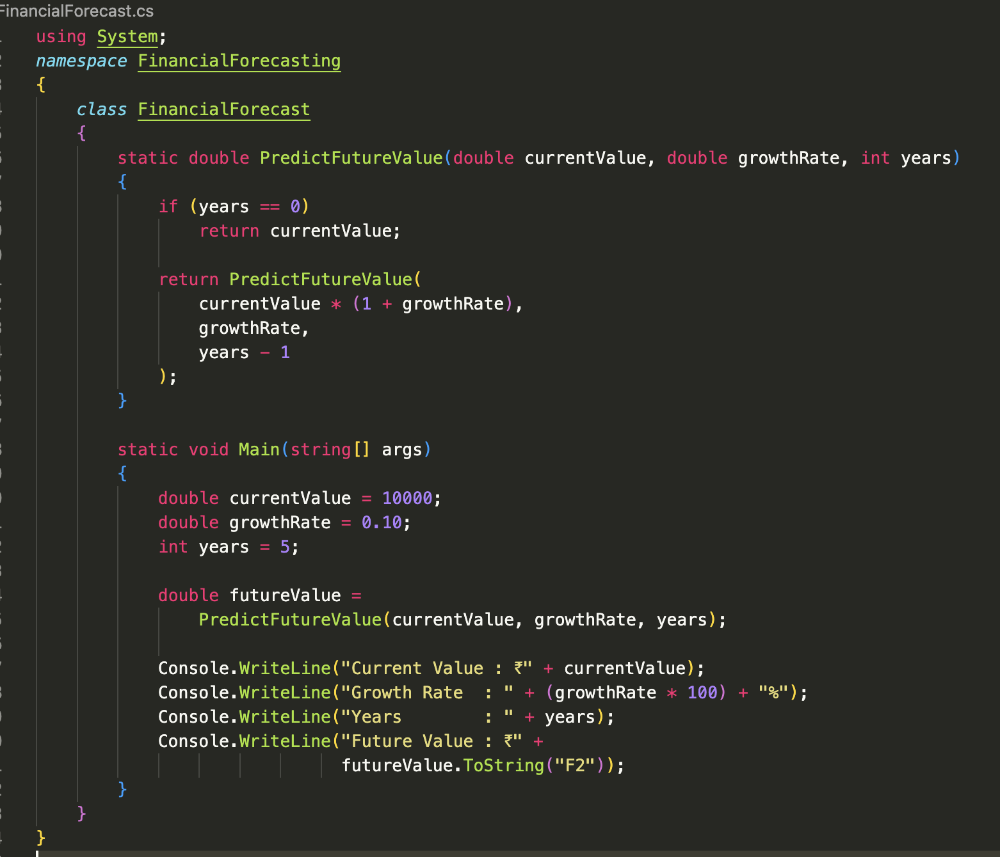 FinancialForecast.cs
using System;
namespace FinancialForecasting
{
    class FinancialForecast
    {
        static double PredictFutureValue(double currentValue, double growthRate, int years)
        {
            if (years == 0)
                return currentValue;

            return PredictFutureValue(
                currentValue * (1 + growthRate),
                growthRate,
                years - 1
            );
        }

        static void Main(string[] args)
        {
            double currentValue = 10000;
            double growthRate = 0.10;
            int years = 5;

            double futureValue =
                PredictFutureValue(currentValue, growthRate, years);

            Console.WriteLine("Current Value : ₹" + currentValue);
            Console.WriteLine("Growth Rate  : " + (growthRate * 100) + "%");
            Console.WriteLine("Years        : " + years);
            Console.WriteLine("Future Value : ₹" +
                              futureValue.ToString("F2"));
        }
    }
}